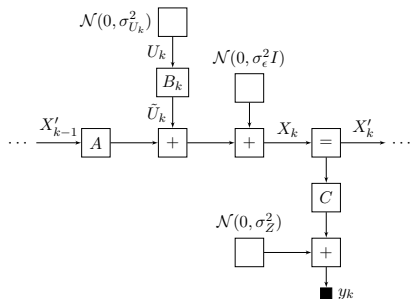 𝒩(0, σ²_{U_k})
𝒩(0, σ²_ϵ I)
U_k
B_k
Ũ_k
⋯ X′_{k−1} A + + X_k = X′_k ⋯
C
𝒩(0, σ²_Z)
+
y_k